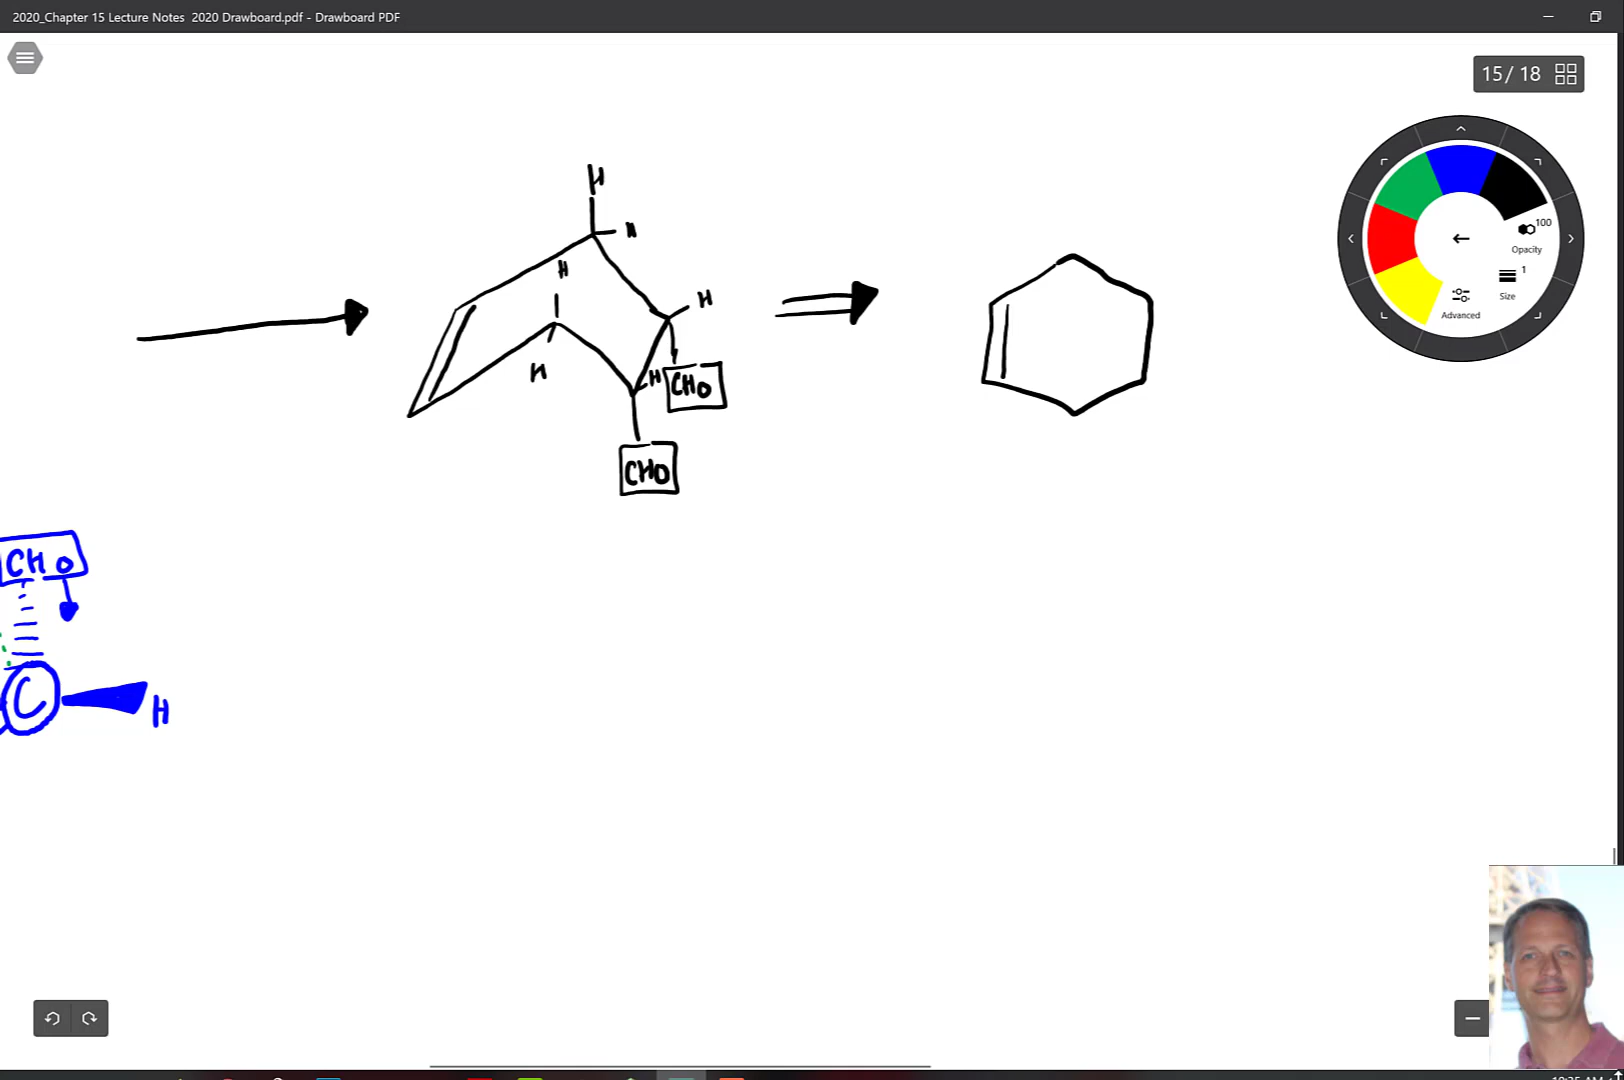 2020_Chapter 15 Lecture Notes 2020 Drawboard.pdf - Drawboard PDF
15/ 18
100
Opacity
1
Size
Advanced
H
H
H
H
H
H
CHO
CHO
CHO
C
H